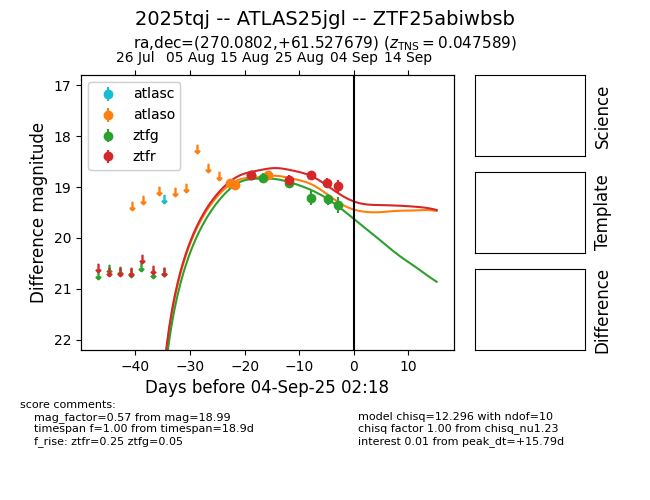 2025tqj -- ATLAS25jgl -- ZTF25abiwbsb
ra,dec=(270.0802,+61.527679) (z_TNS = 0.047589)
26 Jul 05 Aug 15 Aug 25 Aug 04 Sep 14 Sep
atlasc
atlaso
ztfg
ztfr
17
18
19
20
21
22
Difference magnitude
−40 −30 −20 −10 0 10
Days before 04-Sep-25 02:18
Science
Template
Difference
score comments:
mag_factor=0.57 from mag=18.99
timespan f=1.00 from timespan=18.9d
f_rise: ztfr=0.25 ztfg=0.05
model chisq=12.296 with ndof=10
chisq factor 1.00 from chisq_nu1.23
interest 0.01 from peak_dt=+15.79d